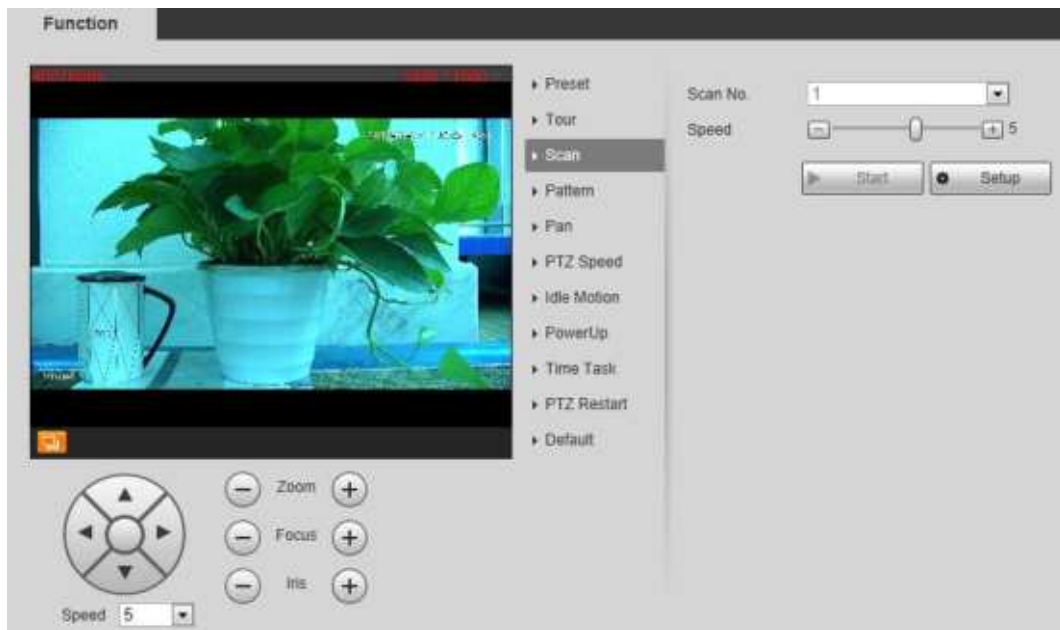 Function
Preset
Tour
Scan
Pattern
Pan
PTZ Speed
Idle Motion
PowerUp
Time Task
PTZ Restart
Default
Scan No. 1
Speed 5
Start Setup
Zoom
Focus
Iris
Speed 5